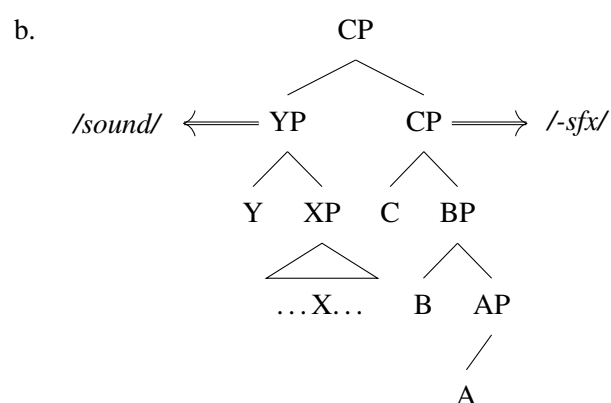 b.
CP
/sound/ YP CP /-sfx/
Y XP C BP
...X... B AP
A